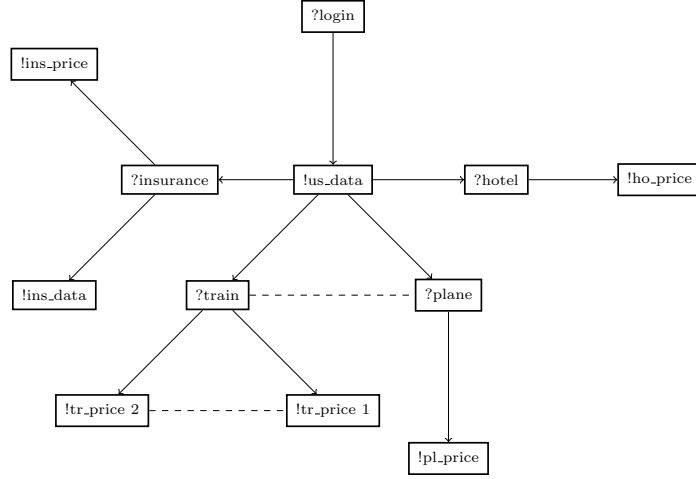 ?login
!ins_price
?insurance
!us_data
?hotel
!ho_price
!ins_data
?train
?plane
!tr_price 2
!tr_price 1
!pl_price